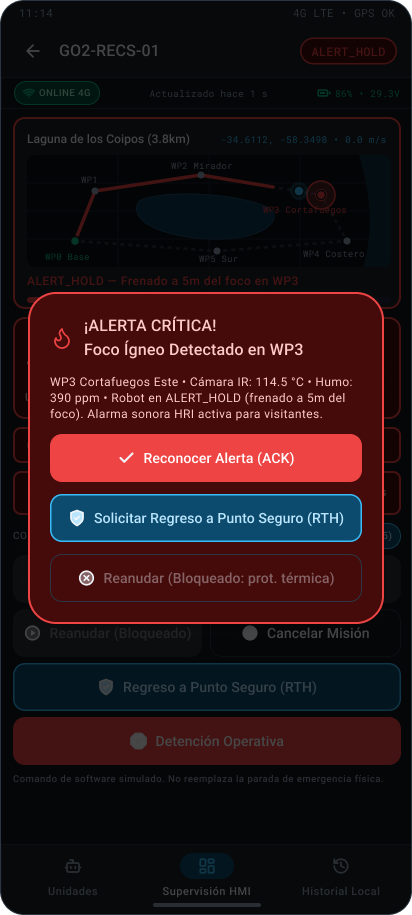 11:14
4G LTE • GPS OK
GO2-RECS-01
ALERT_HOLD
ONLINE 4G
Actualizado hace 1 s
86% • 29.3V
Laguna de los Coipos (3.8km)
-34.6112, -58.3498 • 0.0 m/s
WP2 Mirador
WP1
WP3 Cortafuegos
WP0 Base
WP5 Sur
WP4 Costero
ALERT_HOLD — Frenado a 5m del foco en WP3
¡ALERTA CRÍTICA!
Foco Ígneo Detectado en WP3
WP3 Cortafuegos Este • Cámara IR: 114.5 °C • Humo:
390 ppm • Robot en ALERT_HOLD (frenado a 5m del
foco). Alarma sonora HRI activa para visitantes.
Reconocer Alerta (ACK)
Solicitar Regreso a Punto Seguro (RTH)
Reanudar (Bloqueado: prot. térmica)
Reanudar (Bloqueado)
Cancelar Misión
Regreso a Punto Seguro (RTH)
Detención Operativa
Comando de software simulado. No reemplaza la parada de emergencia física.
Unidades
Supervisión HMI
Historial Local